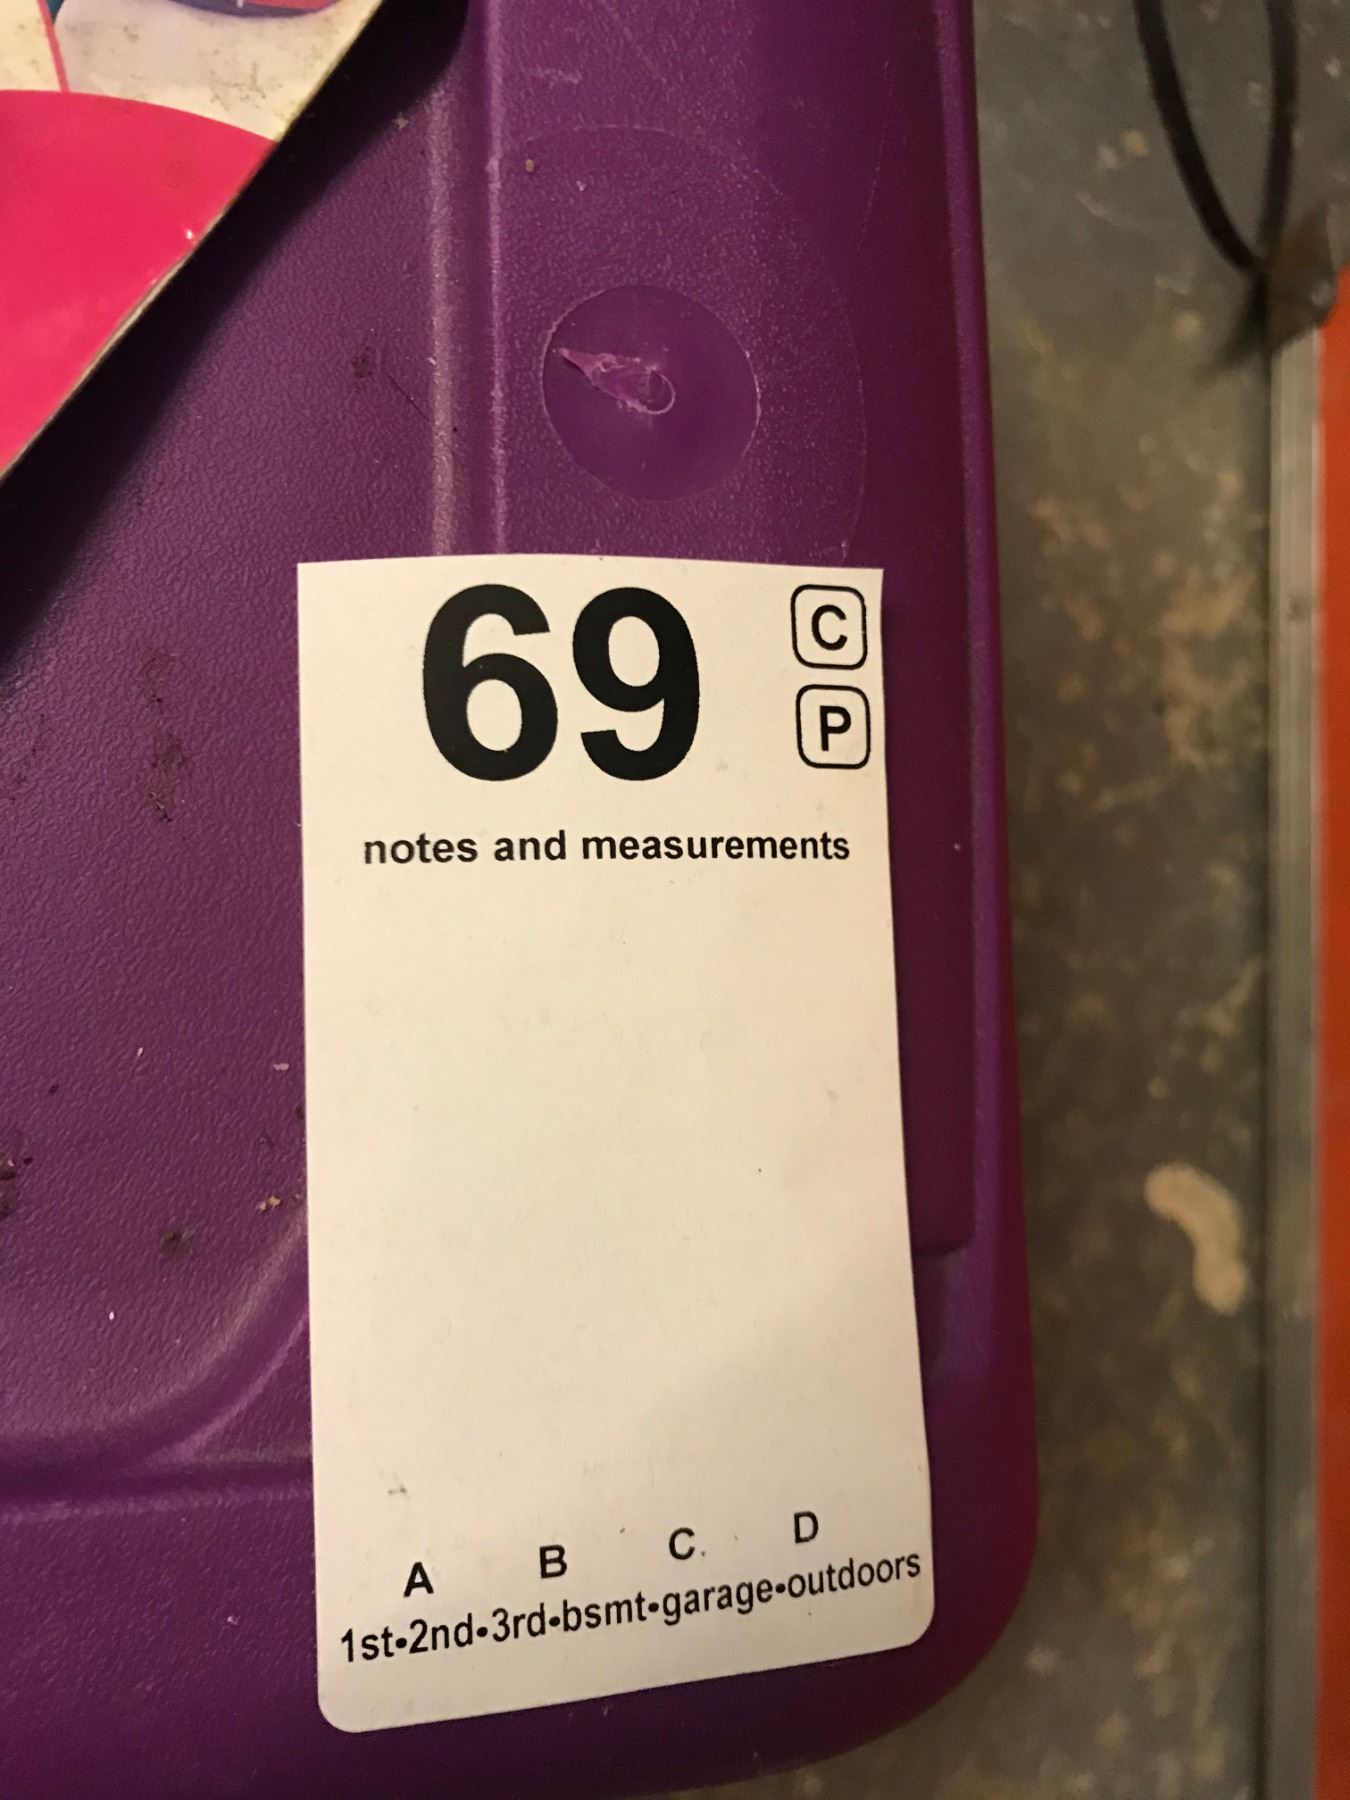 69 C
P
notes and measurements
A B C D
1st•2nd•3rd•bsmt•garage•outdoors